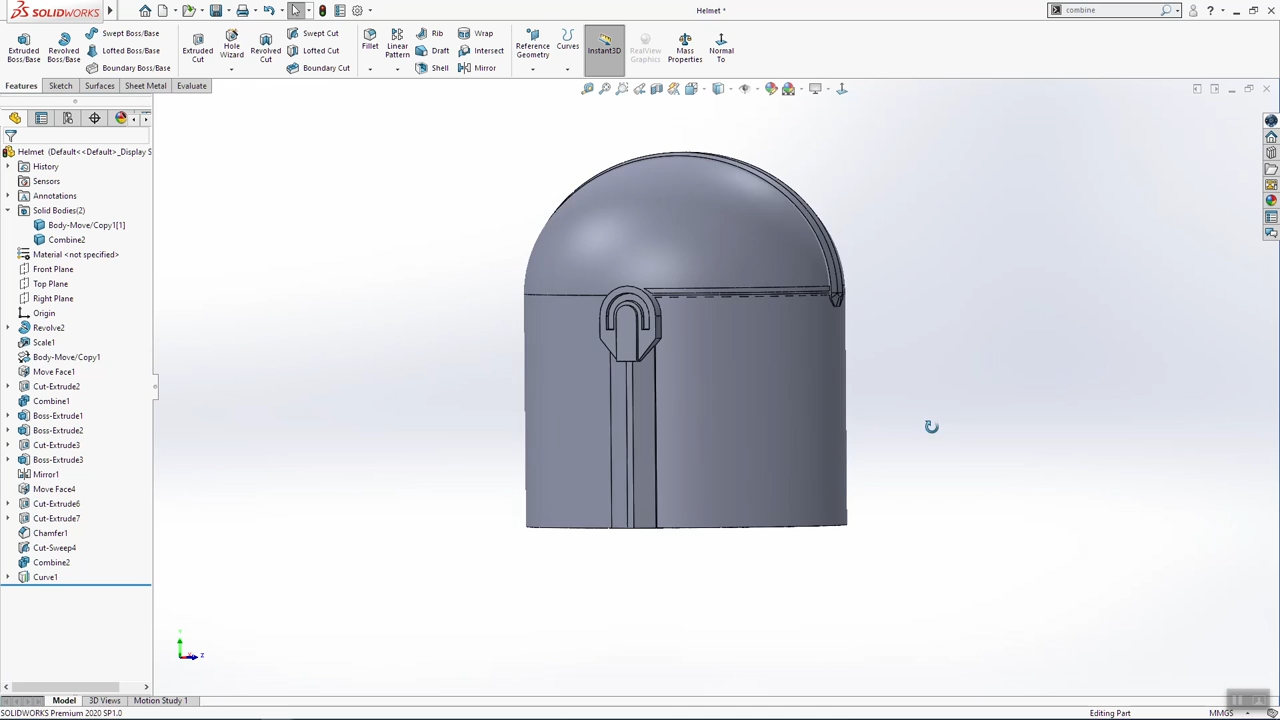 SOLIDWORKS
Helmet *
combine
Extruded Boss/Base
Revolved Boss/Base
Swept Boss/Base
Lofted Boss/Base
Boundary Boss/Base
Extruded Cut
Hole Wizard
Revolved Cut
Swept Cut
Lofted Cut
Boundary Cut
Fillet
Linear Pattern
Rib
Draft
Shell
Wrap
Intersect
Mirror
Reference Geometry
Curves
Instant3D
RealView Graphics
Mass Properties
Normal To
Features
Sketch
Surfaces
Sheet Metal
Evaluate
Helmet (Default<<Default>_Display S
History
Sensors
Annotations
Solid Bodies(2)
Body-Move/Copy1[1]
Combine2
Material <not specified>
Front Plane
Top Plane
Right Plane
Origin
Revolve2
Scale1
Body-Move/Copy1
Move Face1
Cut-Extrude2
Combine1
Boss-Extrude1
Boss-Extrude2
Cut-Extrude3
Boss-Extrude3
Mirror1
Move Face4
Cut-Extrude6
Cut-Extrude7
Chamfer1
Cut-Sweep4
Combine2
Curve1
Model
3D Views
Motion Study 1
SOLIDWORKS Premium 2020 SP1.0
Editing Part
MMGS